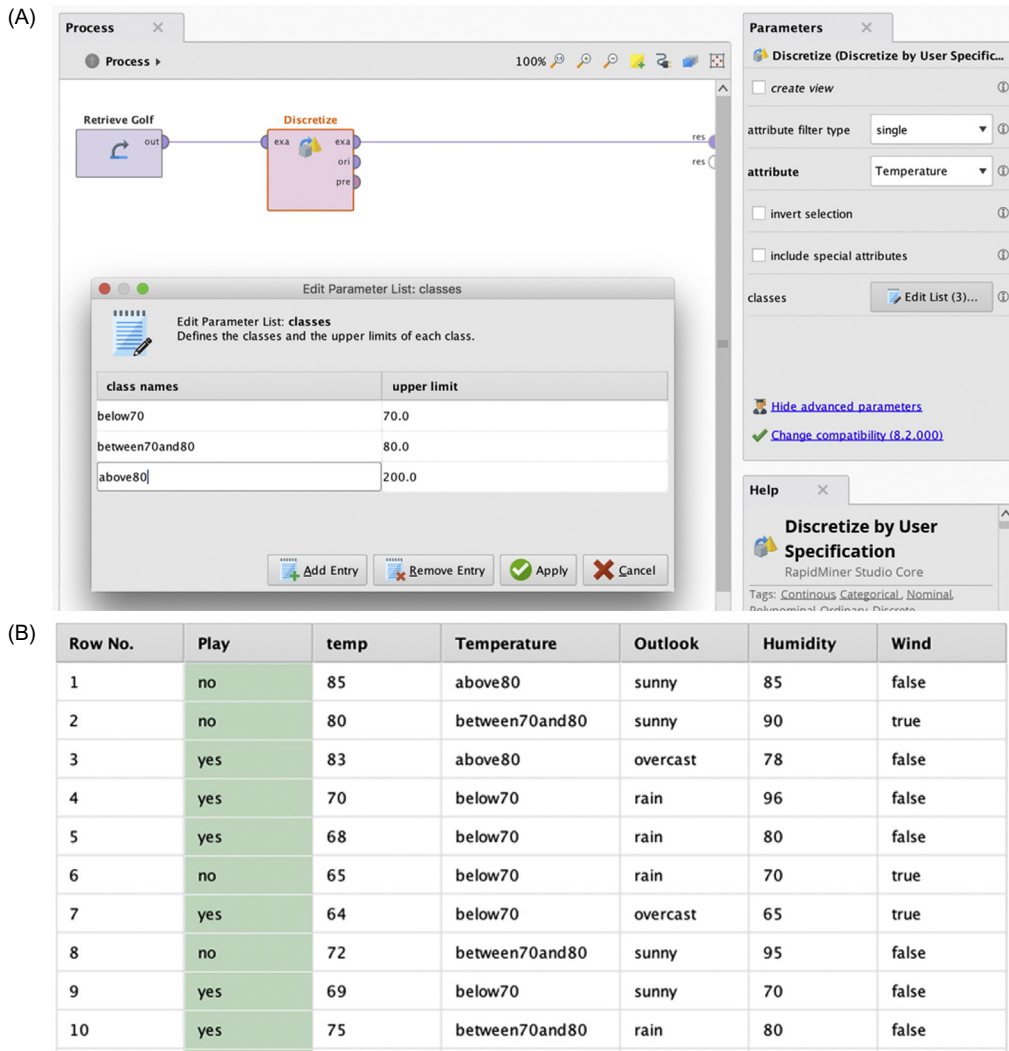 (A)
Process
Process
100%
Retrieve Golf
out
Discretize
exa exa
ori
pre
res
res
Edit Parameter List: classes
Edit Parameter List: classes
Defines the classes and the upper limits of each class.
class names upper limit
below70 70.0
between70and80 80.0
above80 200.0
Add Entry Remove Entry Apply Cancel
Parameters
Discretize (Discretize by User Specific...
create view
attribute filter type single
attribute Temperature
invert selection
include special attributes
classes Edit List (3)...
Hide advanced parameters
Change compatibility (8.2.000)
Help
Discretize by User
Specification
RapidMiner Studio Core
Tags: Continous Categorical, Nominal,
Polynominal Ordinary Discrete
(B)
Row No. Play temp Temperature Outlook Humidity Wind
1 no 85 above80 sunny 85 false
2 no 80 between70and80 sunny 90 true
3 yes 83 above80 overcast 78 false
4 yes 70 below70 rain 96 false
5 yes 68 below70 rain 80 false
6 no 65 below70 rain 70 true
7 yes 64 below70 overcast 65 true
8 no 72 between70and80 sunny 95 false
9 yes 69 below70 sunny 70 false
10 yes 75 between70and80 rain 80 false